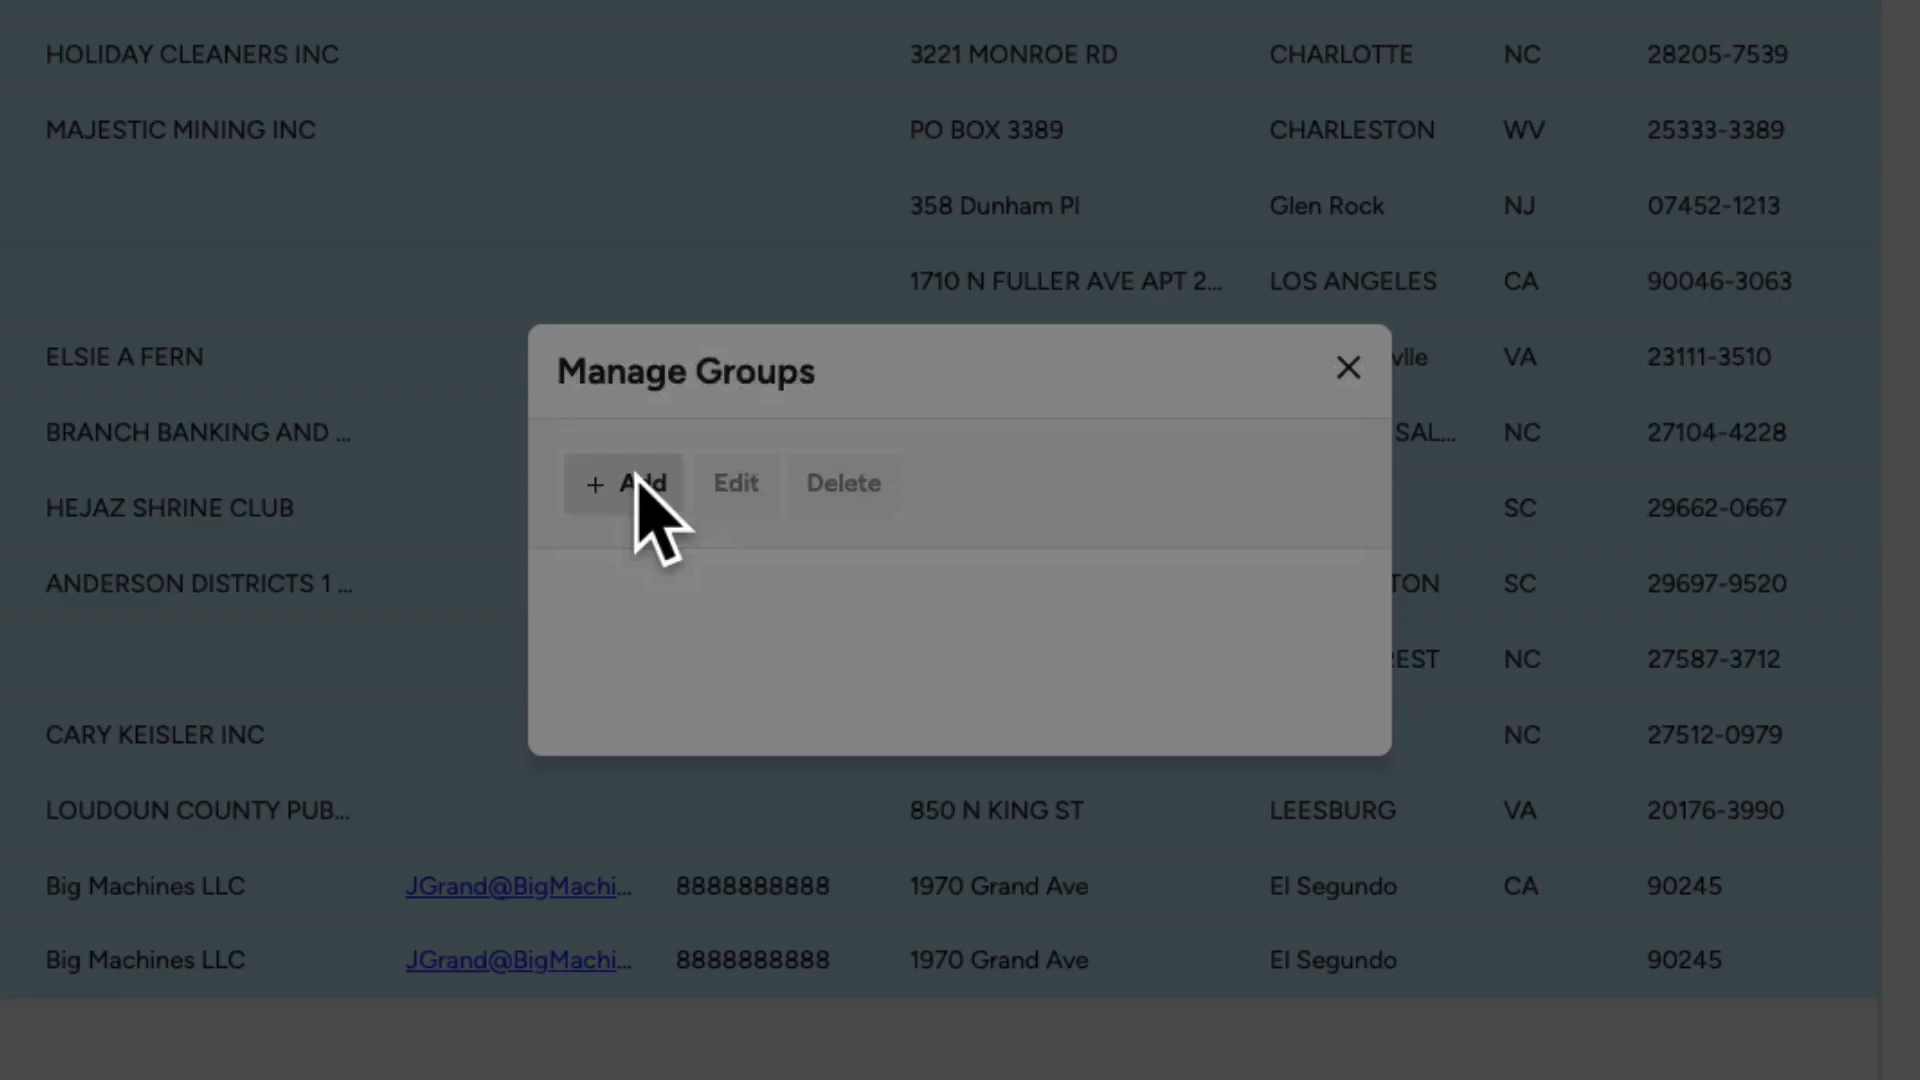 HOLIDAY CLEANERS INC 3221 MONROE RD CHARLOTTE NC 28205-7539
MAJESTIC MINING INC PO BOX 3389 CHARLESTON WV 25333-3389
358 Dunham Pl Glen Rock NJ 07452-1213
1710 N FULLER AVE APT 2... LOS ANGELES CA 90046-3063
Manage Groups
ELSIE A FERN vlle VA 23111-3510
BRANCH BANKING AND ... SAL... NC 27104-4228
+ Add Edit Delete
HEJAZ SHRINE CLUB SC 29662-0667
ANDERSON DISTRICTS 1 ... TON SC 29697-9520
EST NC 27587-3712
CARY KEISLER INC NC 27512-0979
LOUDOUN COUNTY PUB... 850 N KING ST LEESBURG VA 20176-3990
Big Machines LLC JGrand@BigMachi... 8888888888 1970 Grand Ave El Segundo CA 90245
Big Machines LLC JGrand@BigMachi... 8888888888 1970 Grand Ave El Segundo 90245